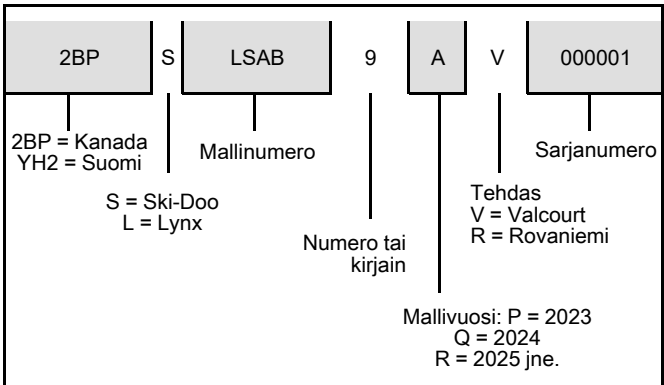 2BP S LSAB 9 A V 000001
2BP = Kanada
YH2 = Suomi
Mallinumero
Sarjanumero
S = Ski-Doo
L = Lynx
Tehdas
V = Valcourt
R = Rovaniemi
Numero tai
kirjain
Mallivuosi: P = 2023
Q = 2024
R = 2025 jne.